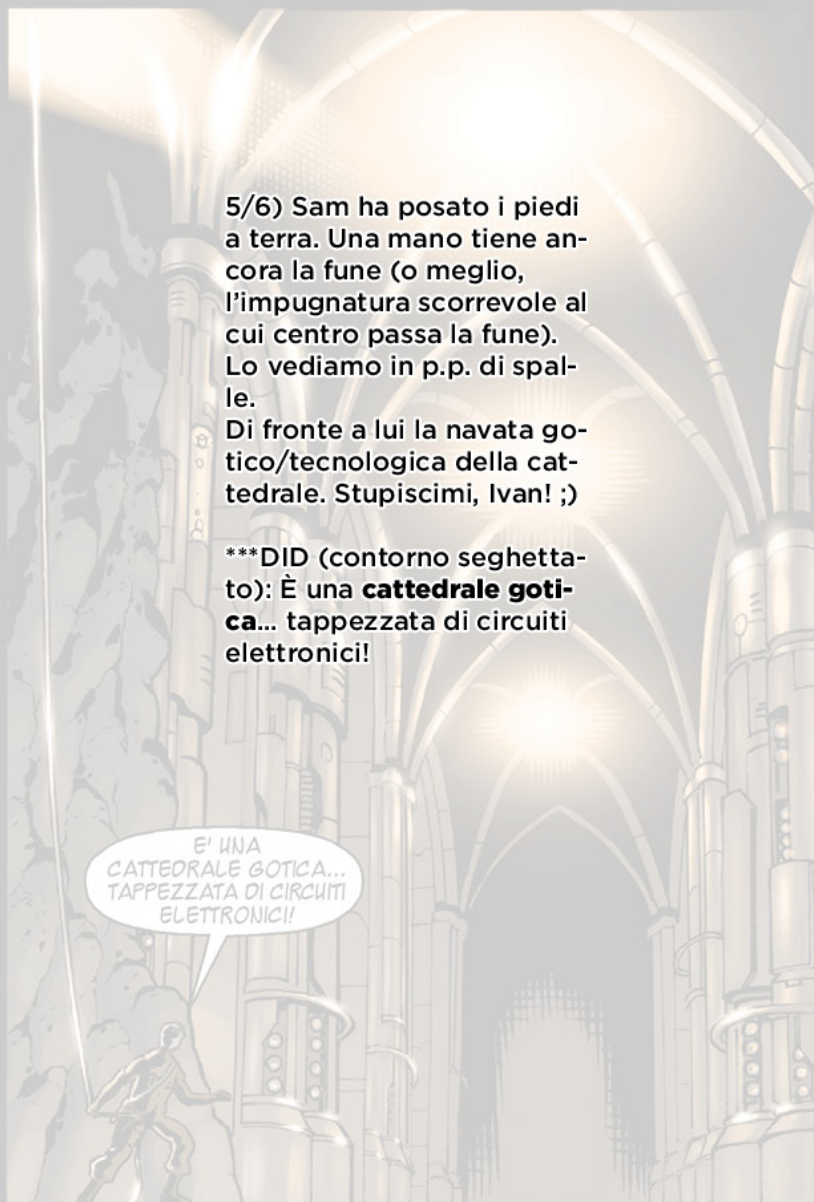 5/6) Sam ha posato i piedi
a terra. Una mano tiene an-
cora la fune (o meglio,
l’impugnatura scorrevole al
cui centro passa la fune).
Lo vediamo in p.p. di spal-
le.
Di fronte a lui la navata go-
tico/tecnologica della cat-
tedrale. Stupiscimi, Ivan! ;)
***DID (contorno seghetta-
to): È una cattedrale goti-
ca... tappezzata di circuiti
elettronici!
E' UNA
CATTEDRALE GOTICA...
TAPPEZZATA DI CIRCUITI
ELETTRONICI!